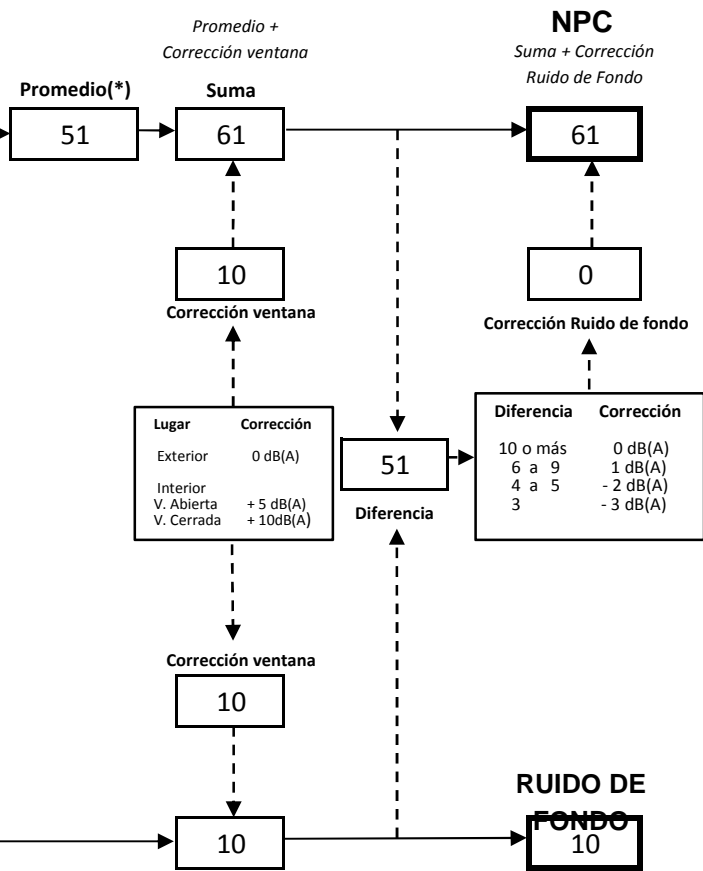 Promedio +
Corrección ventana
NPC
Suma + Corrección
Ruido de Fondo
Promedio(*)
Suma
51
61
61
10
0
Corrección ventana
Corrección Ruido de fondo
Lugar Corrección
Exterior 0 dB(A)
Interior
V. Abierta + 5 dB(A)
V. Cerrada + 10dB(A)
51
Diferencia
Diferencia Corrección
10 o más 0 dB(A)
6 a 9 1 dB(A)
4 a 5 - 2 dB(A)
3 - 3 dB(A)
Corrección ventana
10
RUIDO DE
FONDO
10
10